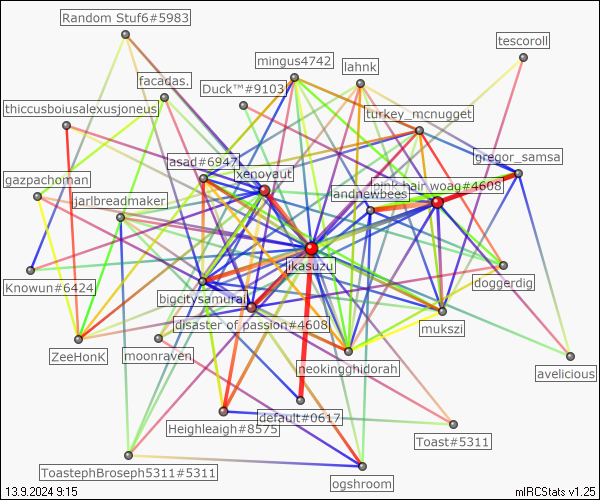 Random Stuf6#5983
tescoroll
mingus4742
lahnk
facadas.
Duck™#9103
thiccusboiusalexusjoneus
turkey_mcnugget
gregor_samsa
asad#6947
xenoyaut
gazpachoman
pink hair woag#4608
andnewbees
jarlbreadmaker
ikasuzu
Knowun#6424
doggerdig
bigcitysamurai
disaster of passion#4608
mukszi
ZeeHonK
moonraven
neokingghidorah
avelicious
default#0617
Heighleaigh#8575
Toast#5311
ToastephBroseph5311#5311
ogshroom
13.9.2024 9:15
mIRCStats v1.25